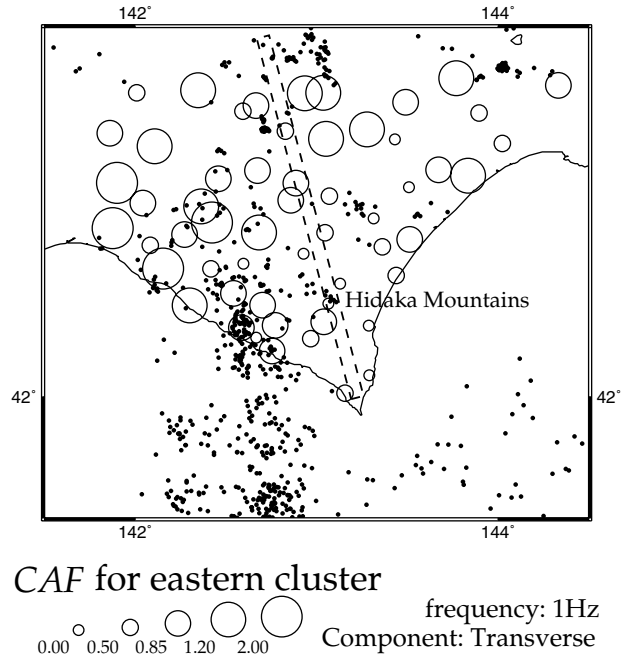 142° 144°
Hidaka Mountains
42° 42°
142° 144°
CAF for eastern cluster
frequency: 1Hz
0.00 0.50 0.85 1.20 2.00
Component: Transverse